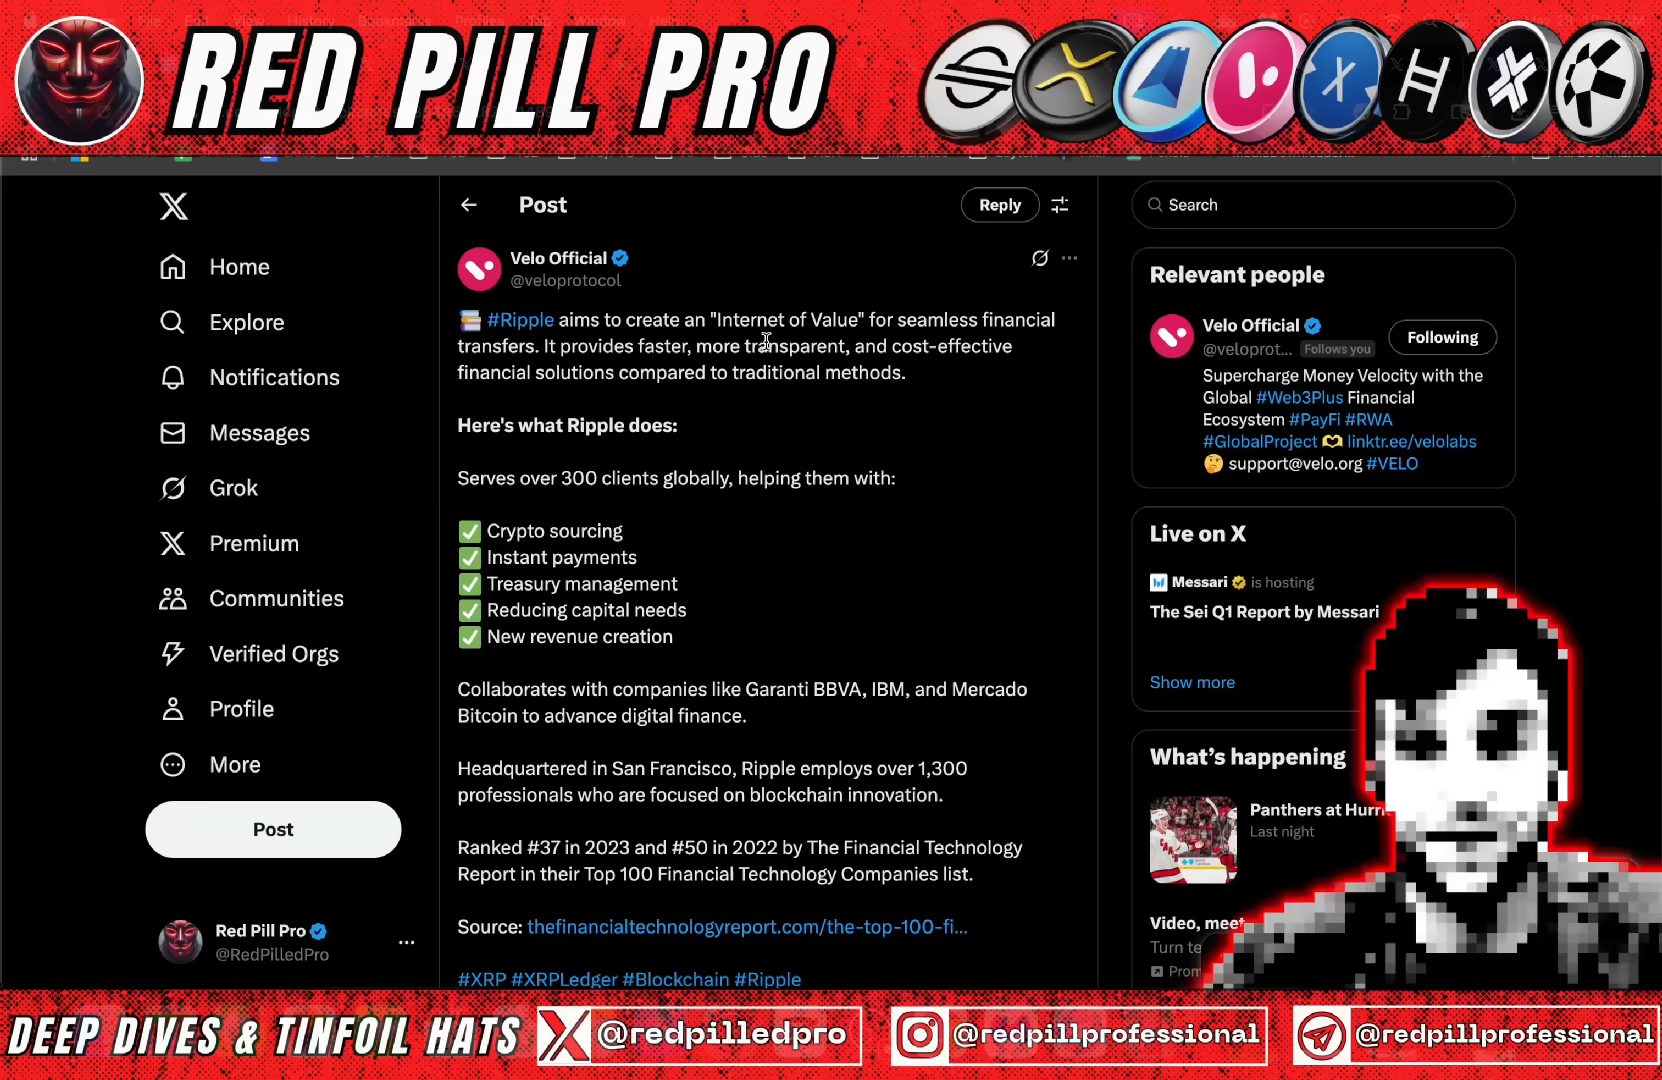 RED PILL PRO
Post
Reply
Search
Home
Explore
Notifications
Messages
Grok
Premium
Communities
Verified Orgs
Profile
More
Post
Red Pill Pro
@RedPilledPro
Velo Official
@veloprotocol
📚 #Ripple aims to create an "Internet of Value" for seamless financial
transfers. It provides faster, more transparent, and cost-effective
financial solutions compared to traditional methods.
Here's what Ripple does:
Serves over 300 clients globally, helping them with:
✅ Crypto sourcing
✅ Instant payments
✅ Treasury management
✅ Reducing capital needs
✅ New revenue creation
Collaborates with companies like Garanti BBVA, IBM, and Mercado
Bitcoin to advance digital finance.
Headquartered in San Francisco, Ripple employs over 1,300
professionals who are focused on blockchain innovation.
Ranked #37 in 2023 and #50 in 2022 by The Financial Technology
Report in their Top 100 Financial Technology Companies list.
Source: thefinancialtechnologyreport.com/the-top-100-fi...
#XRP #XRPLedger #Blockchain #Ripple
Relevant people
Velo Official
@veloprot... Follows you
Following
Supercharge Money Velocity with the
Global #Web3Plus Financial
Ecosystem #PayFi #RWA
#GlobalProject 🫶 linktr.ee/velolabs
🤔 support@velo.org #VELO
Live on X
Messari is hosting
The Sei Q1 Report by Messari
Show more
What's happening
Panthers at Hurri
Last night
Video, meet
Turn te
Prom
DEEP DIVES & TINFOIL HATS
@redpilledpro
@redpillprofessional
@redpillprofessional